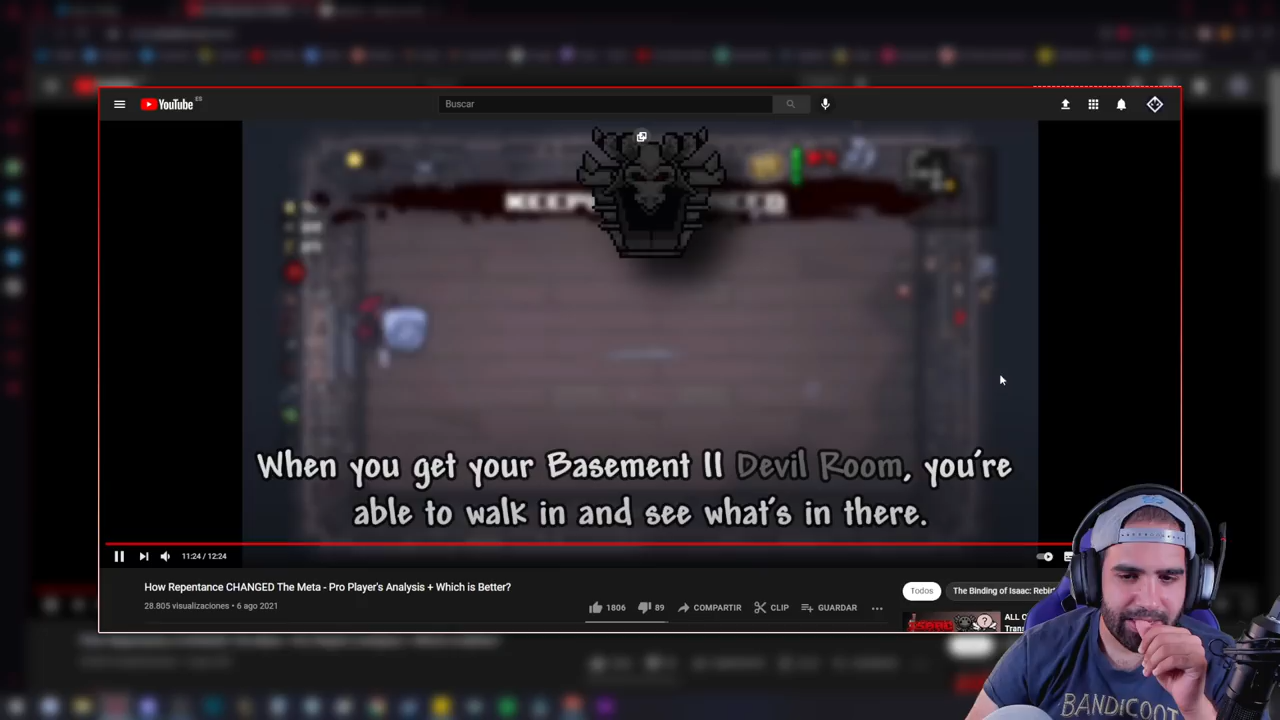 YouTube ES
Buscar
When you get your Basement II Devil Room, you're
able to walk in and see what's in there.
11:24 / 12:24
How Repentance CHANGED The Meta - Pro Player's Analysis + Which is Better?
28.805 visualizaciones • 6 ago 2021
1806
89
COMPARTIR
CLIP
GUARDAR
Todos
The Binding of Isaac:
ALL
BANDICOOT